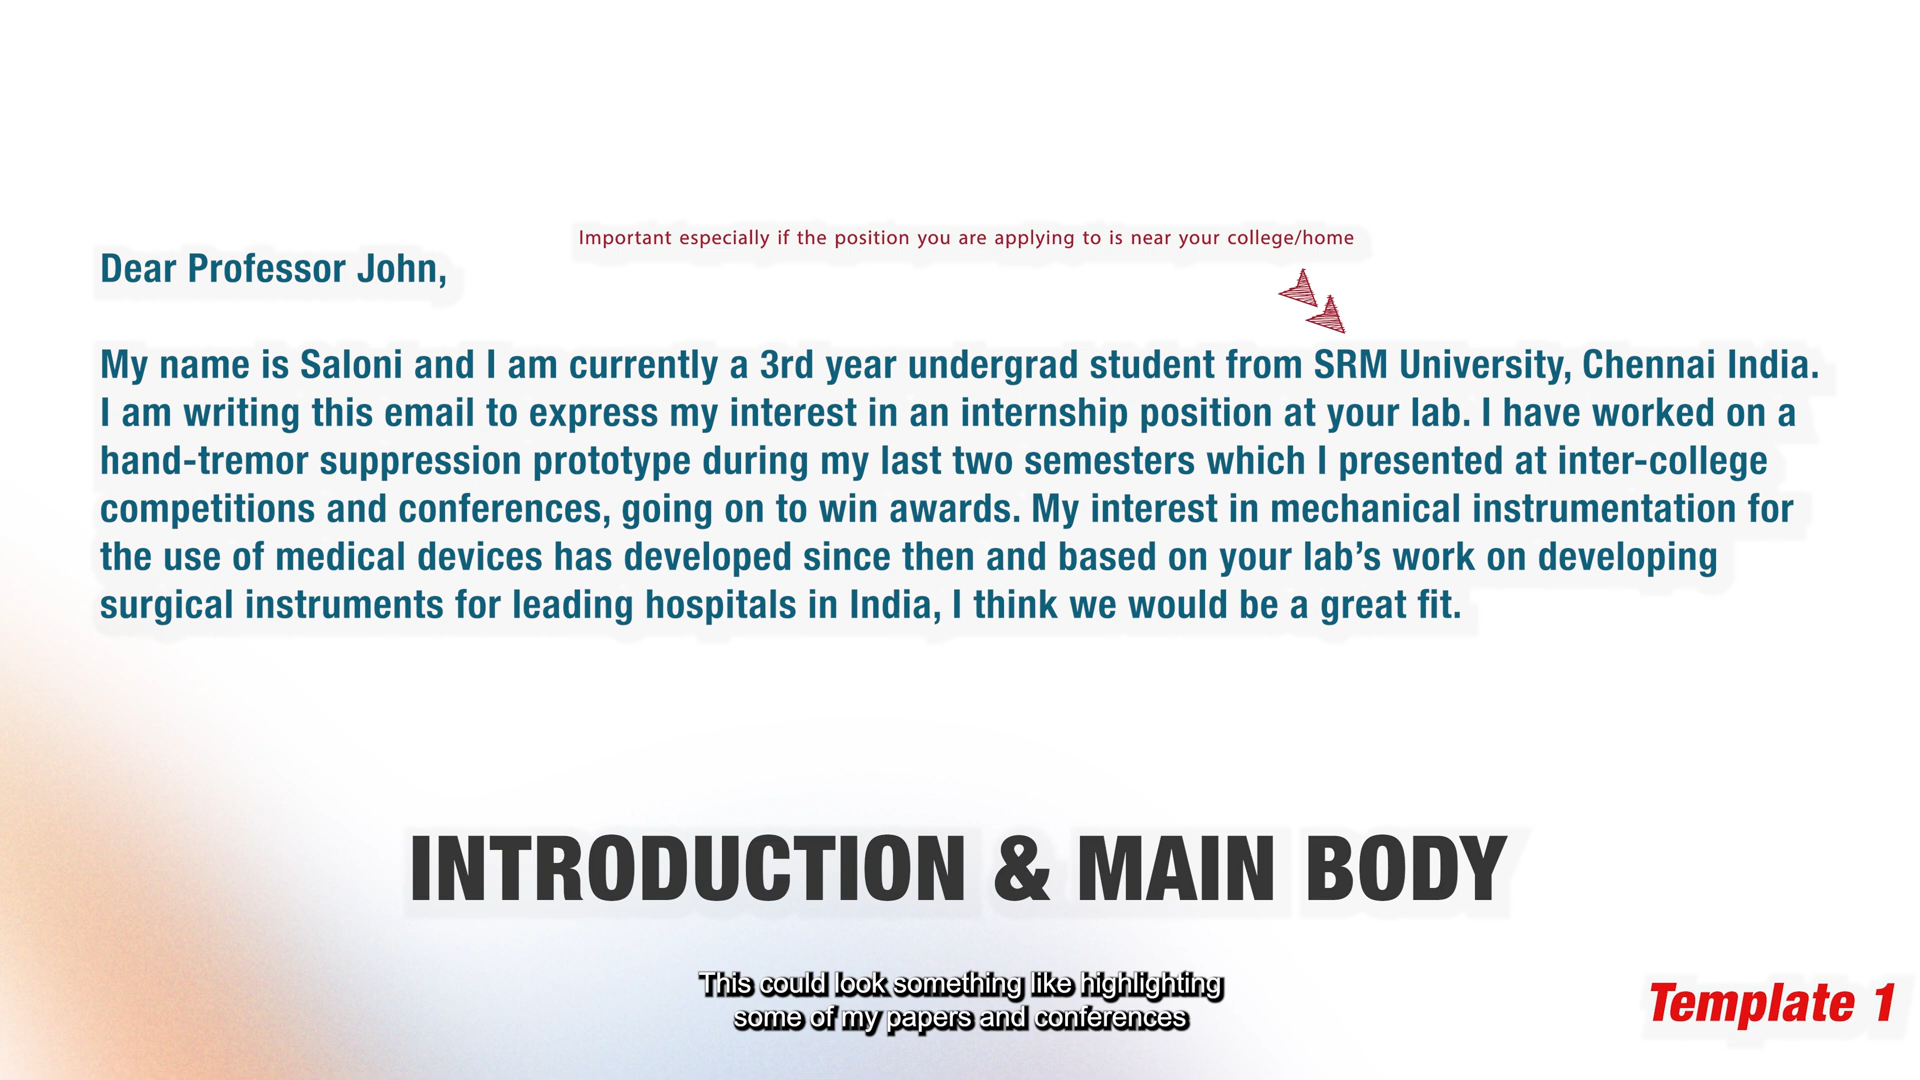 Important especially if the position you are applying to is near your college/home
Dear Professor John,
My name is Saloni and I am currently a 3rd year undergrad student from SRM University, Chennai India.
I am writing this email to express my interest in an internship position at your lab. I have worked on a
hand-tremor suppression prototype during my last two semesters which I presented at inter-college
competitions and conferences, going on to win awards. My interest in mechanical instrumentation for
the use of medical devices has developed since then and based on your lab’s work on developing
surgical instruments for leading hospitals in India, I think we would be a great fit.
INTRODUCTION & MAIN BODY
This could look something like highlighting
some of my papers and conferences
Template 1